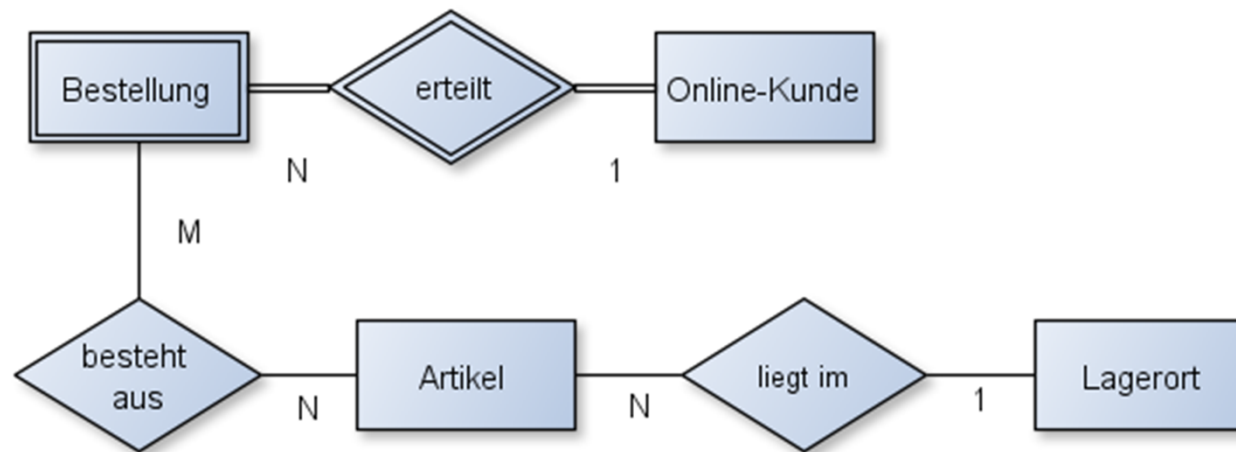 Bestellung
erteilt
Online-Kunde
N
1
M
besteht
aus
N
Artikel
N
liegt im
1
Lagerort